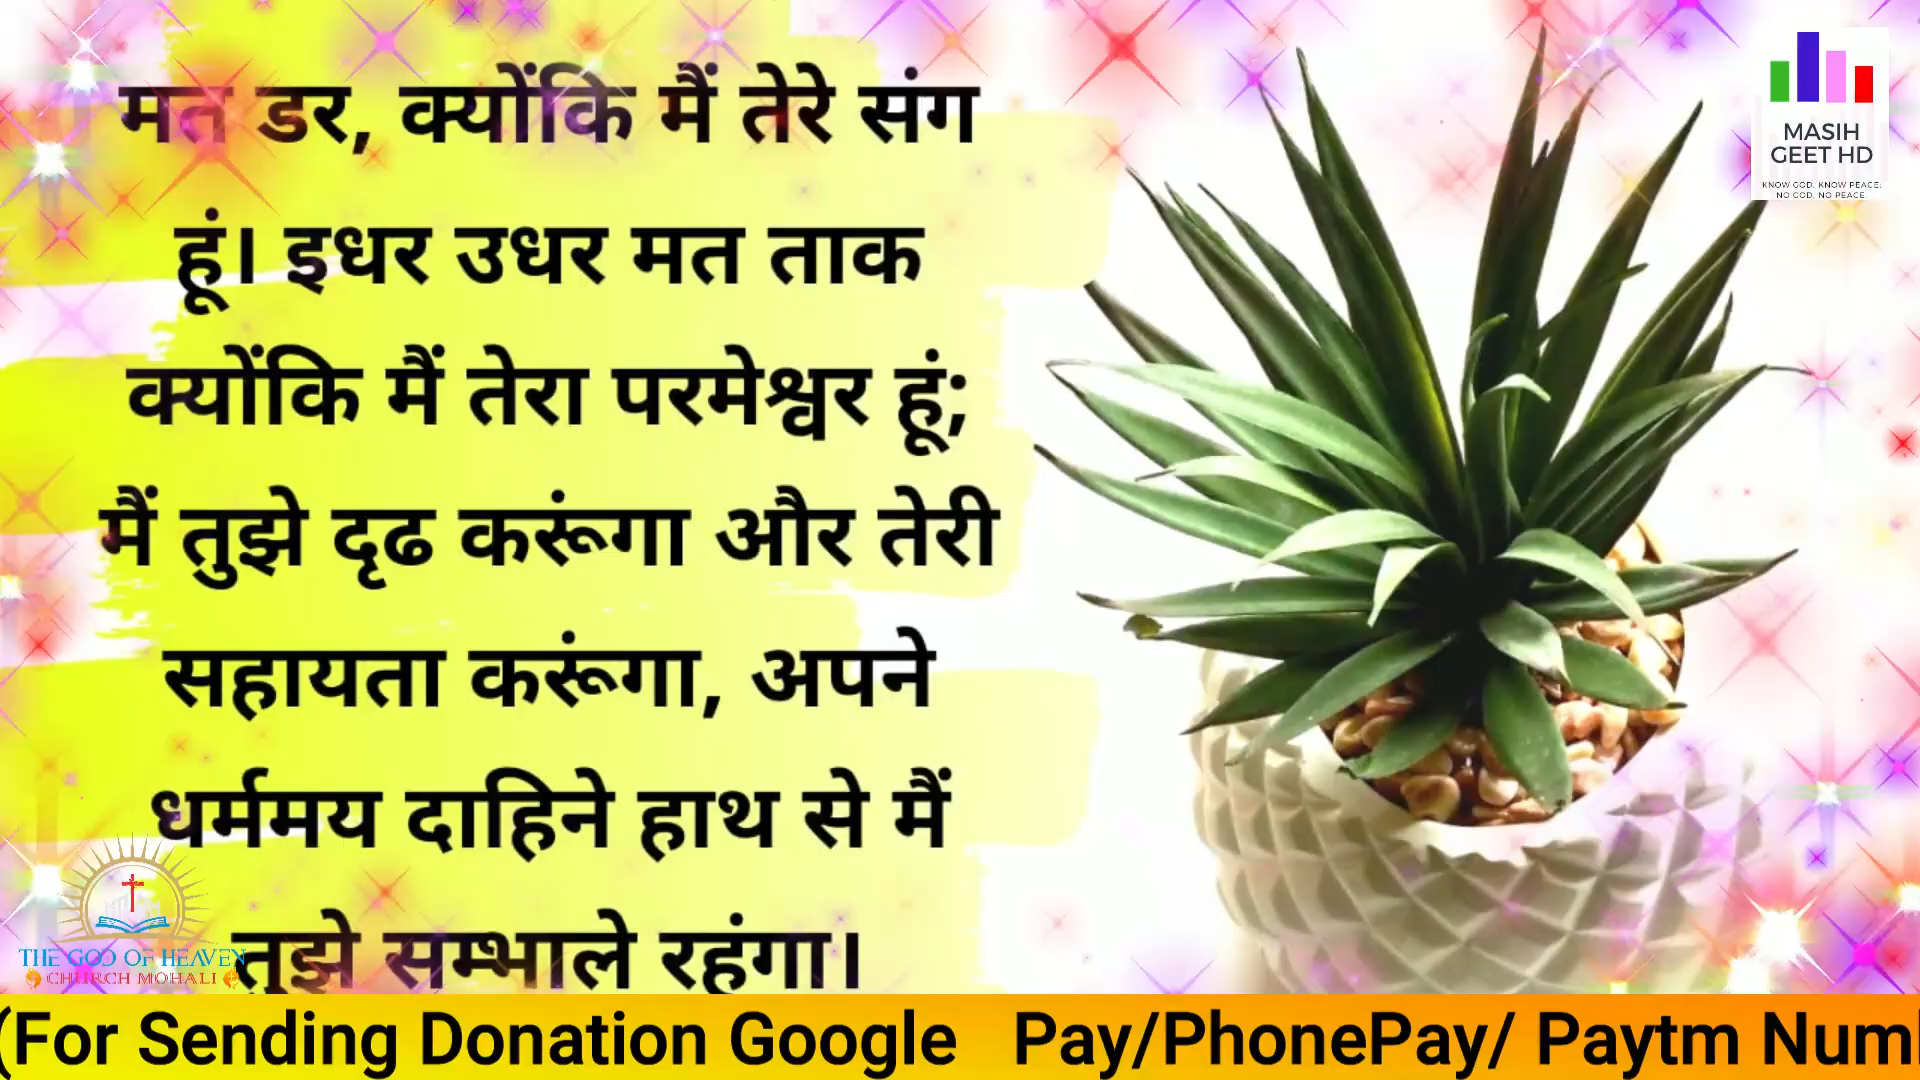 मत डर, क्योंकि मैं तेरे संग
हूं। इधर उधर मत ताक
क्योंकि मैं तेरा परमेश्वर हूं;
मैं तुझे दृढ करूंगा और तेरी
सहायता करूंगा, अपने
धर्ममय दाहिने हाथ से मैं
तुझे सम्भाले रहंगा।
MASIH
GEET HD
KNOW GOD. KNOW PEACE.
NO GOD. NO PEACE.
THE GOD OF HEAVEN
CHURCH MOHALI
(For Sending Donation Google Pay/PhonePay/ Paytm